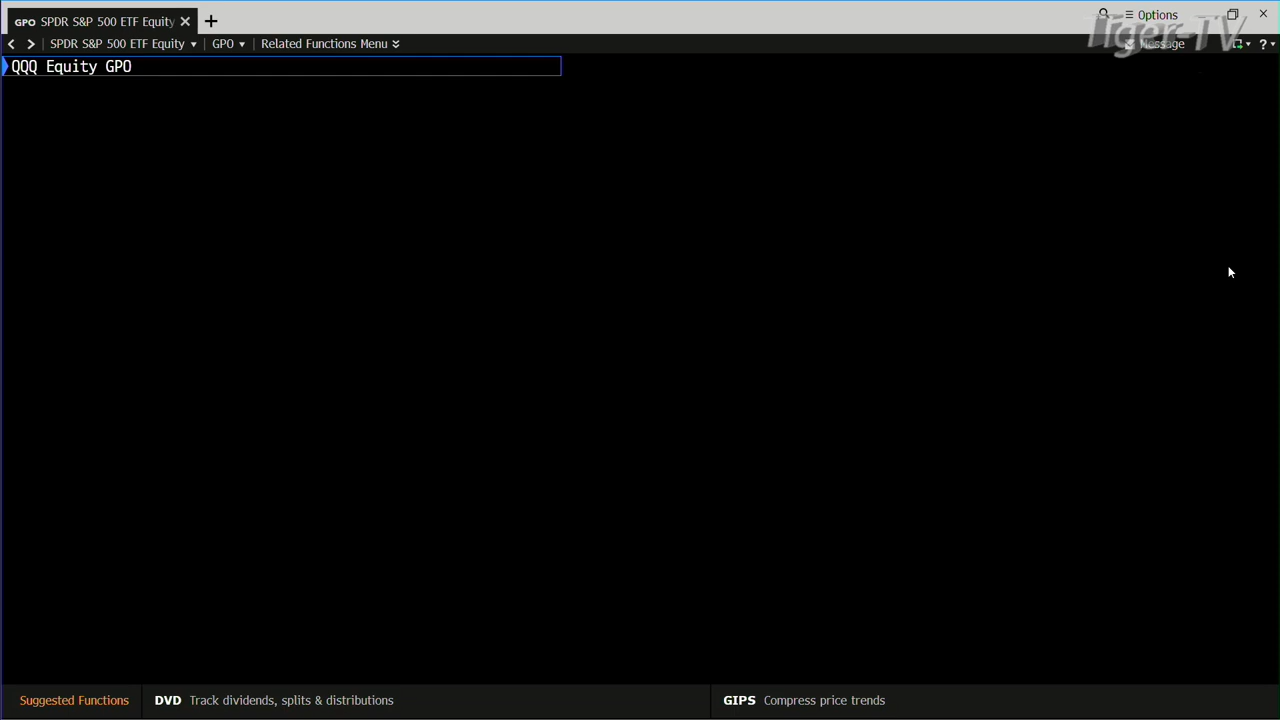 GPO SPDR S&P 500 ETF Equity
Options
SPDR S&P 500 ETF Equity GPO Related Functions Menu
Message
Tiger-TV
?
QQQ Equity GPO
Suggested Functions DVD Track dividends, splits & distributions GIPS Compress price trends